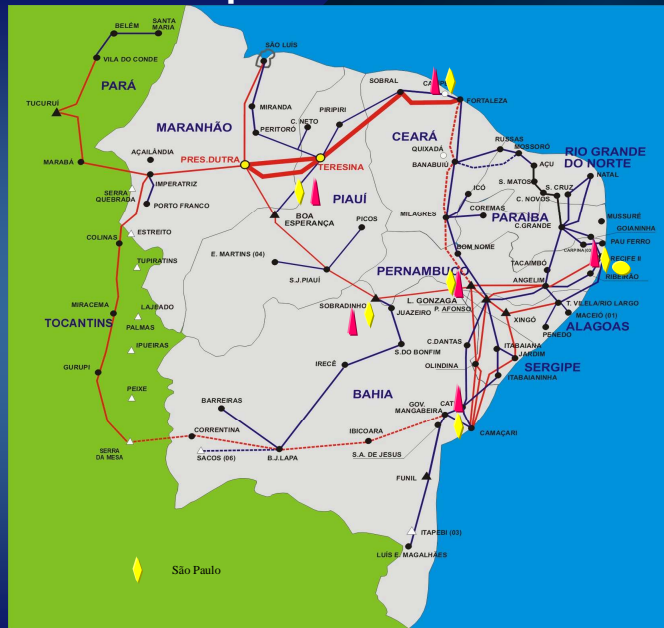 BELÉM
SANTA
MARIA
VILA DO CONDE
PARÁ
TUCURUÍ
MARABÁ
SÃO LUÍS
MIRANDA
PERITORÓ
C. NETO
PIRIPIRI
MARANHÃO
AÇAILÂNDIA
PRES.DUTRA
TERESINA
IMPERATRIZ
SERRA
QUEBRADA
PORTO FRANCO
SOBRAL
FORTALEZA
CEARÁ
QUIXADÁ
BANABUIÚ
RUSSAS
MOSSORO
RIO GRANDE
DO NORTE
AÇU
S. MATOS
S. CRUZ
NATAL
C. NOVOS
PIAUÍ
BOA
ESPERANÇA
PICOS
ICÓ
COREMAS
MILAGRES
PARAÍBA
C.GRANDE
MUSSURÉ
GOIANINHA
PAU FERRO
RECIFE II
RIBEIRÃO
COLINAS
ESTREITO
TUPIRATINS
E. MARTINS (04)
S.J.PIAUÍ
BOM NOME
TACAIMBÓ
ANGELIM
PERNAMBUCO
L. GONZAGA
P. AFONSO
SOBRADINHO
JUAZEIRO
T. VILELA/RIO LARGO
MACEIÓ (01)
XINGÓ
PENEDO
ALAGOAS
MIRACEMA
LAJEADO
TOCANTINS
PALMAS
IPUEIRAS
GURUPI
PEIXE
S.DO BONFIM
C.DANTAS
ITABAIANA
JARDIM
SERGIPE
OLINDINA
ITABAIANINHA
IRECÊ
BAHIA
BARREIRAS
GOV.
MANGABEIRA
CORRENTINA
IBICOARA
CAMAÇARI
SERRA
DA MESA
SACOS (06)
B.J.LAPA
S.A. DE JESUS
FUNIL
ITAPEBI (03)
LUÍS E. MAGALHÃES
São Paulo